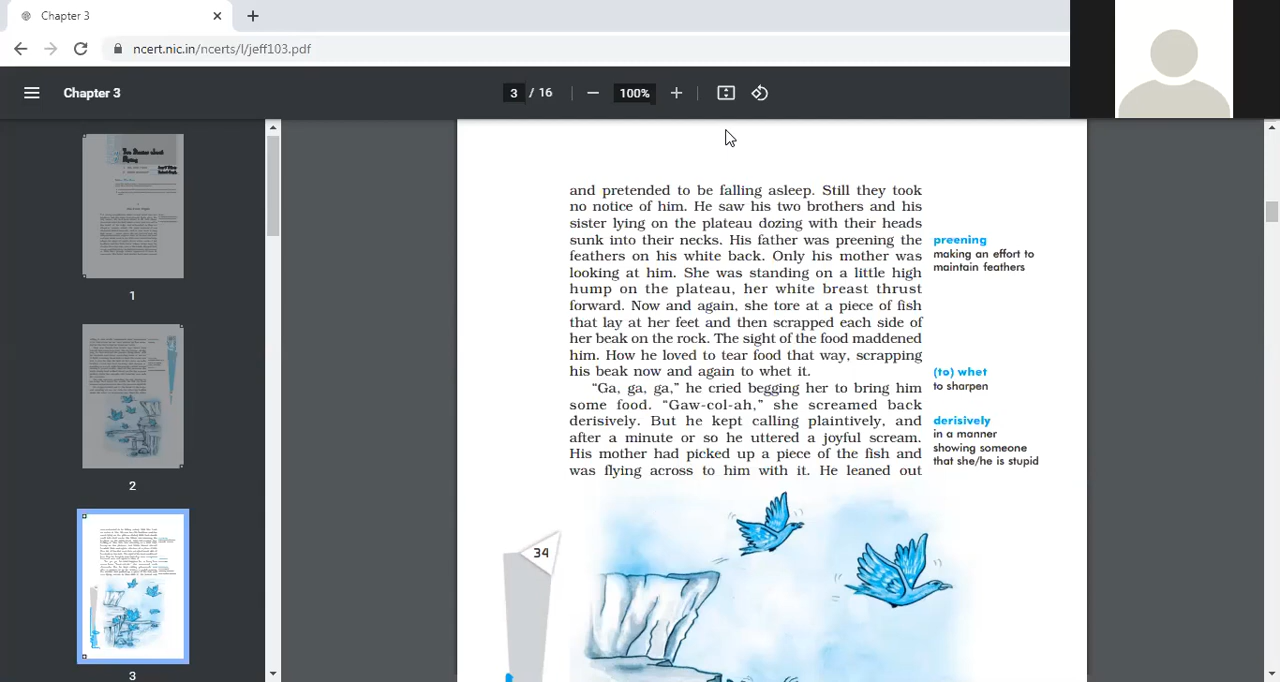 Chapter 3
ncert.nic.in/ncerts/l/jeff103.pdf
Chapter 3
3 / 16
100%
1
2
3
and pretended to be falling asleep. Still they took
no notice of him. He saw his two brothers and his
sister lying on the plateau dozing with their heads
sunk into their necks. His father was preening the
feathers on his white back. Only his mother was
looking at him. She was standing on a little high
hump on the plateau, her white breast thrust
forward. Now and again, she tore at a piece of fish
that lay at her feet and then scrapped each side of
her beak on the rock. The sight of the food maddened
him. How he loved to tear food that way, scrapping
his beak now and again to whet it.
“Ga, ga, ga,” he cried begging her to bring him
some food. “Gaw-col-ah,” she screamed back
derisively. But he kept calling plaintively, and
after a minute or so he uttered a joyful scream.
His mother had picked up a piece of the fish and
was flying across to him with it. He leaned out
preening
making an effort to
maintain feathers
(to) whet
to sharpen
derisively
in a manner
showing someone
that she/he is stupid
34